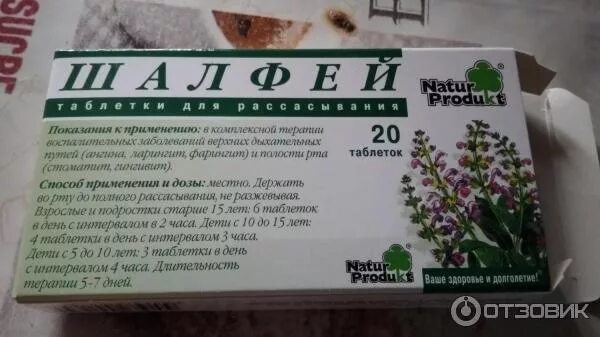 ШАЛФЕЙ
таблетки для рассасывания
Natur
Produkt
20
таблеток
Показания к применению: в комплексной терапии
воспалительных заболеваний верхних дыхательных
путей (ангина, ларингит, фарингит) и полости рта
(стоматит, гингивит).
Способ применения и дозы: местно. Держать
во рту до полного рассасывания, не разжевывая.
Взрослые и подростки старше 15 лет: 6 таблеток
в день с интервалом в 2 часа. Дети с 10 до 15 лет:
4 таблетки в день с интервалом 3 часа.
Дети с 5 до 10 лет: 3 таблетки в день
с интервалом 4 часа. Длительность
терапии 5-7 дней.
Natur
Produkt
Ваше здоровье и долголетие!
ОТЗОВИК